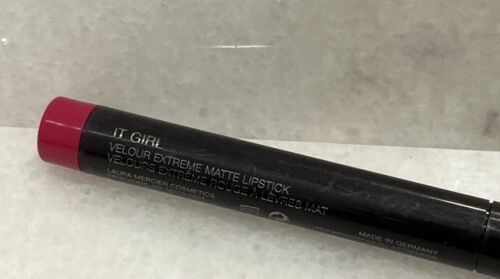 IT GIRL
VELOUR EXTREME MATTE LIPSTICK
VELOURS EXTRÊME ROUGE À LÈVRES MAT
LAURA MERCIER COSMETICS
MADE IN GERMANY